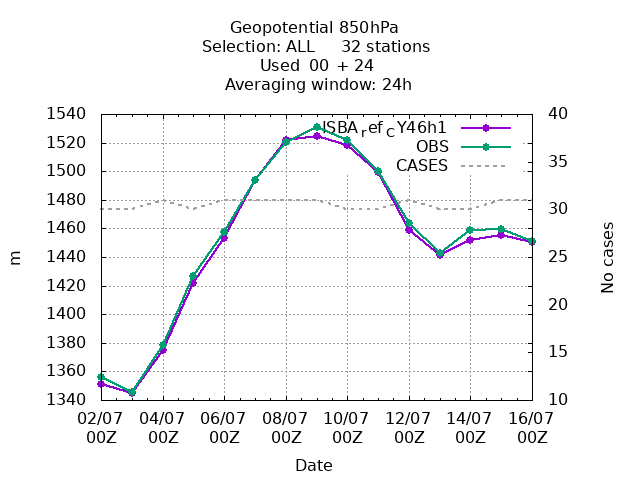 Geopotential 850hPa
Selection: ALL 32 stations
Used 00 + 24
Averaging window: 24h
1540
1520
1500
1480
1460
1440
1420
1400
1380
1360
1340
m
40
35
30
25
20
15
10
No cases
ISBAref CY46h1
OBS
CASES
02/07 04/07 06/07 08/07 10/07 12/07 14/07 16/07
00Z 00Z 00Z 00Z 00Z 00Z 00Z 00Z
Date